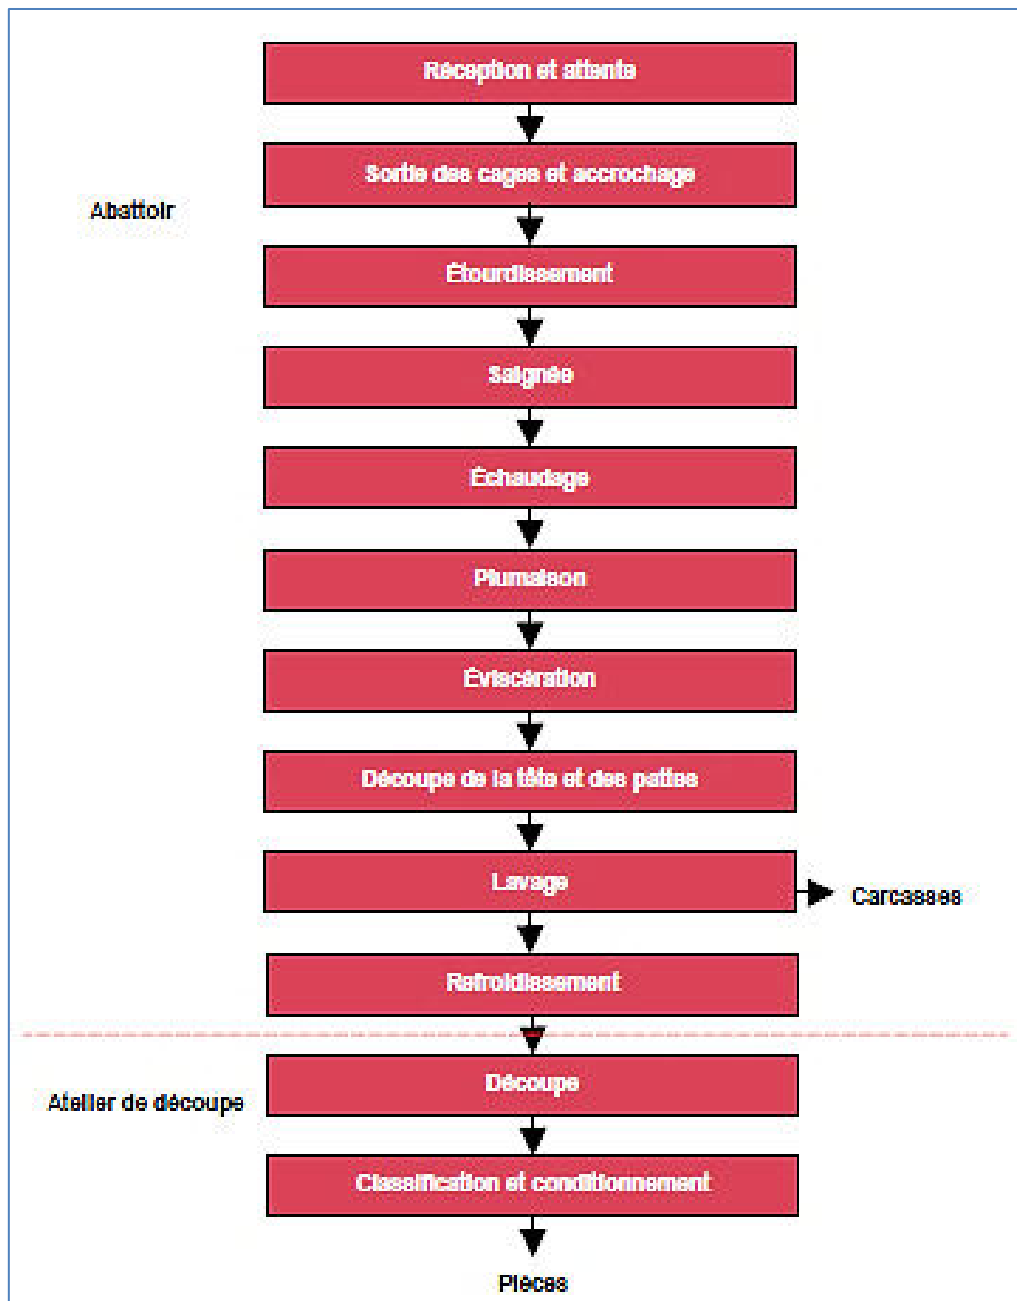 Réception et attente
Sortie des cages et accrochage
Abattoir
Étourdissement
Saignée
Échaudage
Plumaison
Éviscération
Découpe de la tête et des pattes
Lavage
Carcasses
Refroidissement
Découpe
Atelier de découpe
Classification et conditionnement
Pièces